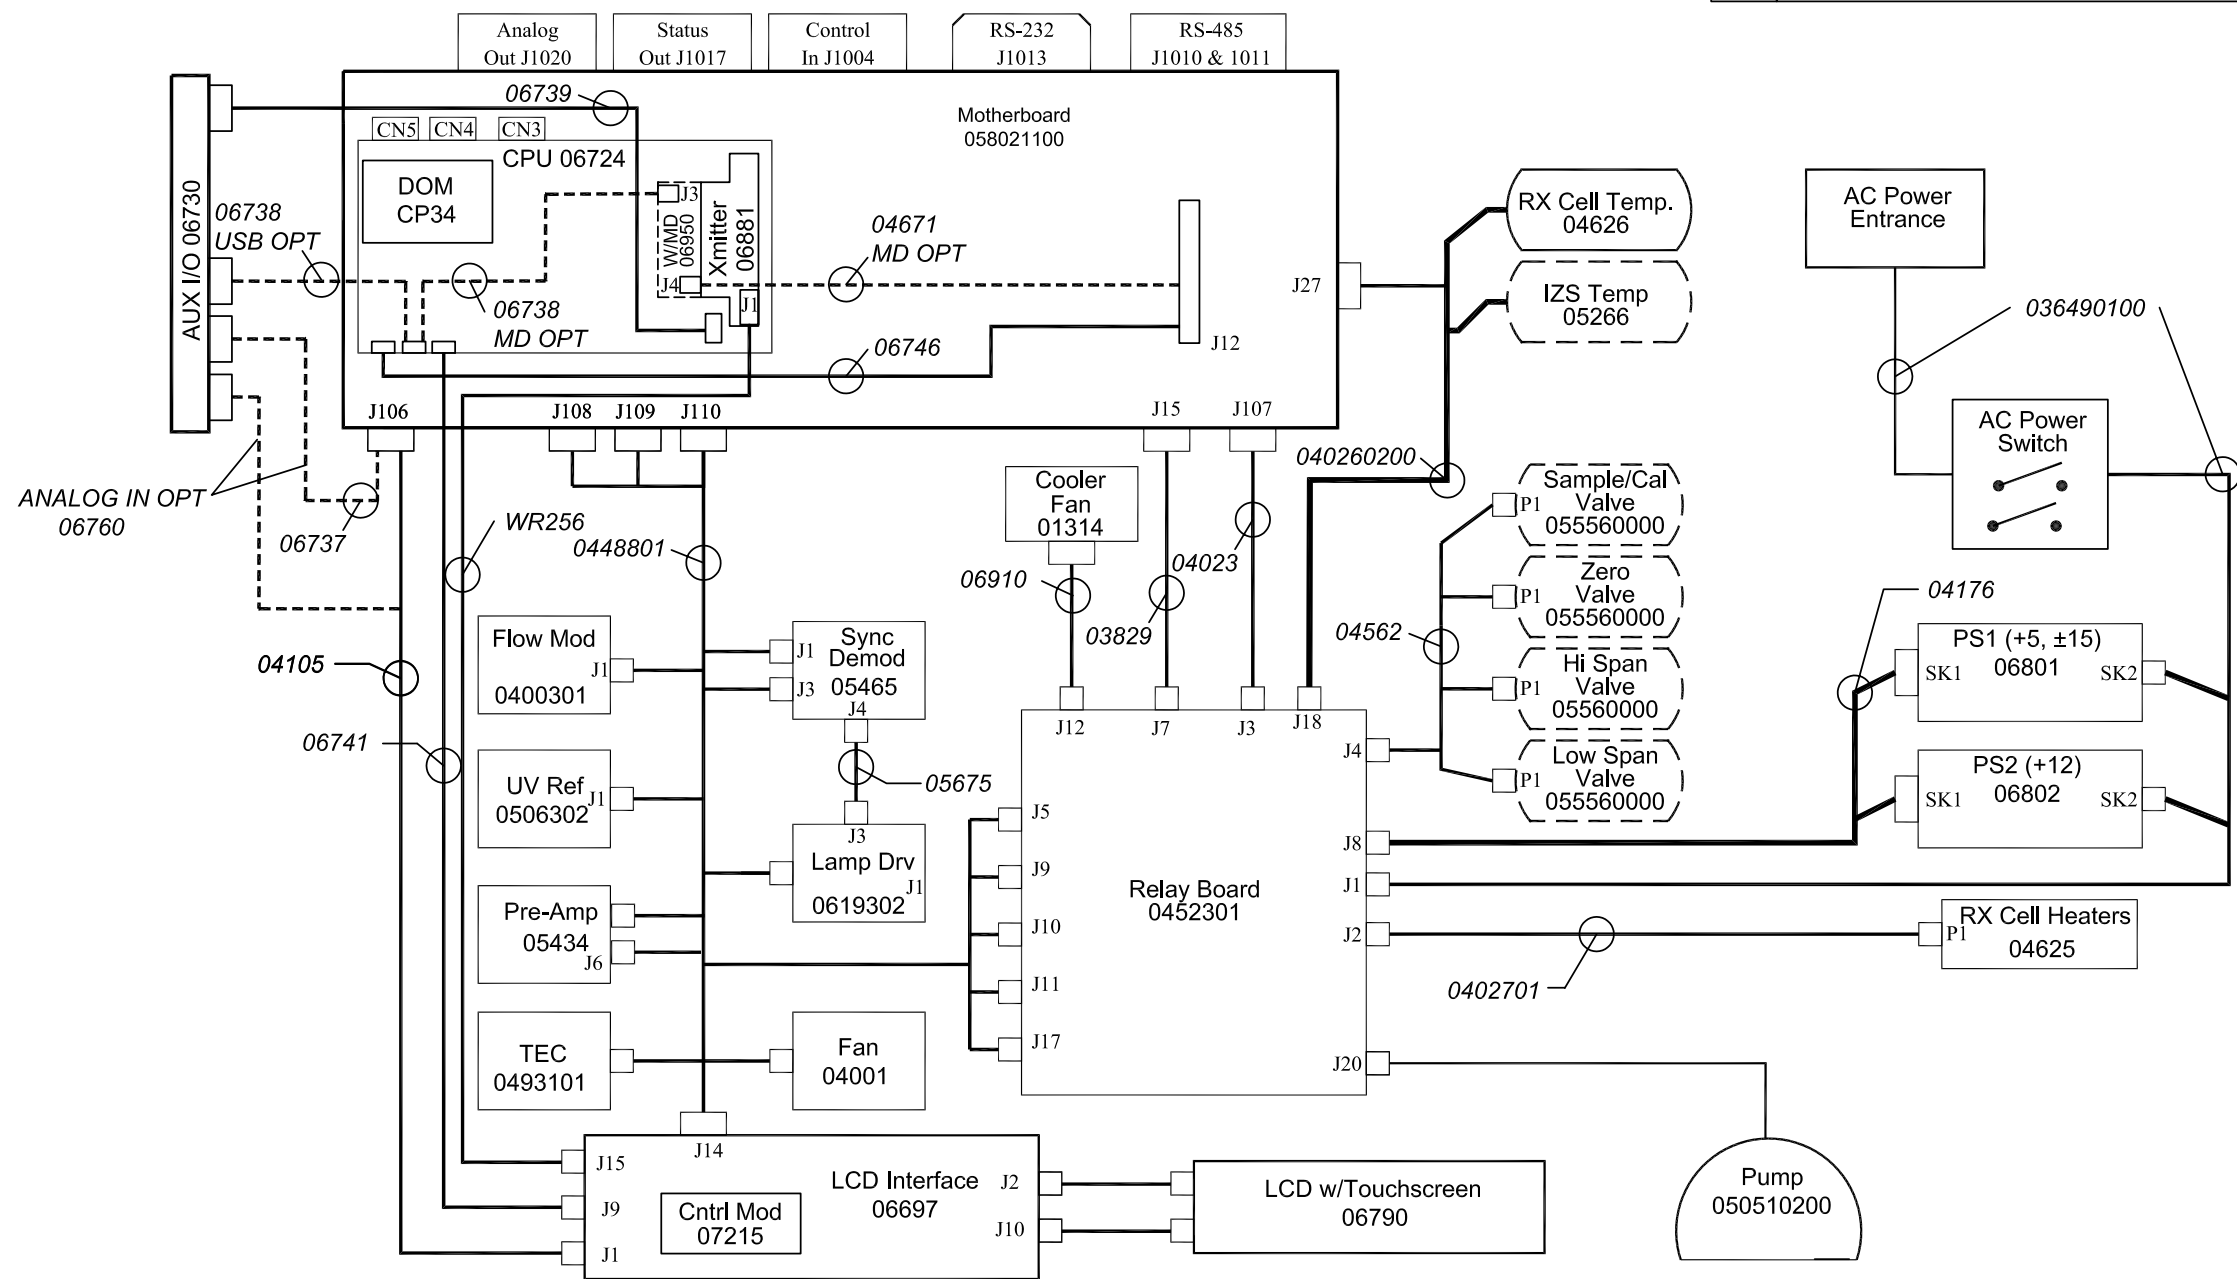 Analog
Out J1020
Status
Out J1017
Control
In J1004
RS-232
J1013
RS-485
J1010 & 1011
AUX I/O 06730
06739
Motherboard
058021100
CN5
CN4
CN3
CPU 06724
DOM
CP34
06738
USB OPT
06738
MD OPT
J3
W/MD
06950
J4
Xmitter
06881
J1
04671
MD OPT
06746
J12
J27
J106
J108
J109
J110
J15
J107
RX Cell Temp.
04626
IZS Temp
05266
AC Power
Entrance
036490100
AC Power
Switch
ANALOG IN OPT
06760
06737
WR256
0448801
Cooler
Fan
01314
06910
03829
04023
040260200
04562
P1
Sample/Cal
Valve
055560000
P1
Zero
Valve
055560000
P1
Hi Span
Valve
05560000
P1
Low Span
Valve
055560000
04176
PS1 (+5, ±15)
06801
SK1
SK2
PS2 (+12)
06802
SK1
SK2
04105
06741
Flow Mod
J1
0400301
UV Ref
J1
0506302
Pre-Amp
05434
J6
TEC
0493101
J1
Sync
Demod
J3
05465
J4
05675
J3
Lamp Drv
J1
0619302
Fan
04001
J12
J7
J3
J18
J4
J5
J9
J10
J11
J17
Relay Board
0452301
J8
J1
J2
J20
0402701
P1
RX Cell Heaters
04625
Pump
050510200
J14
J15
J9
J1
LCD Interface
06697
Cntrl Mod
07215
J2
J10
LCD w/Touchscreen
06790